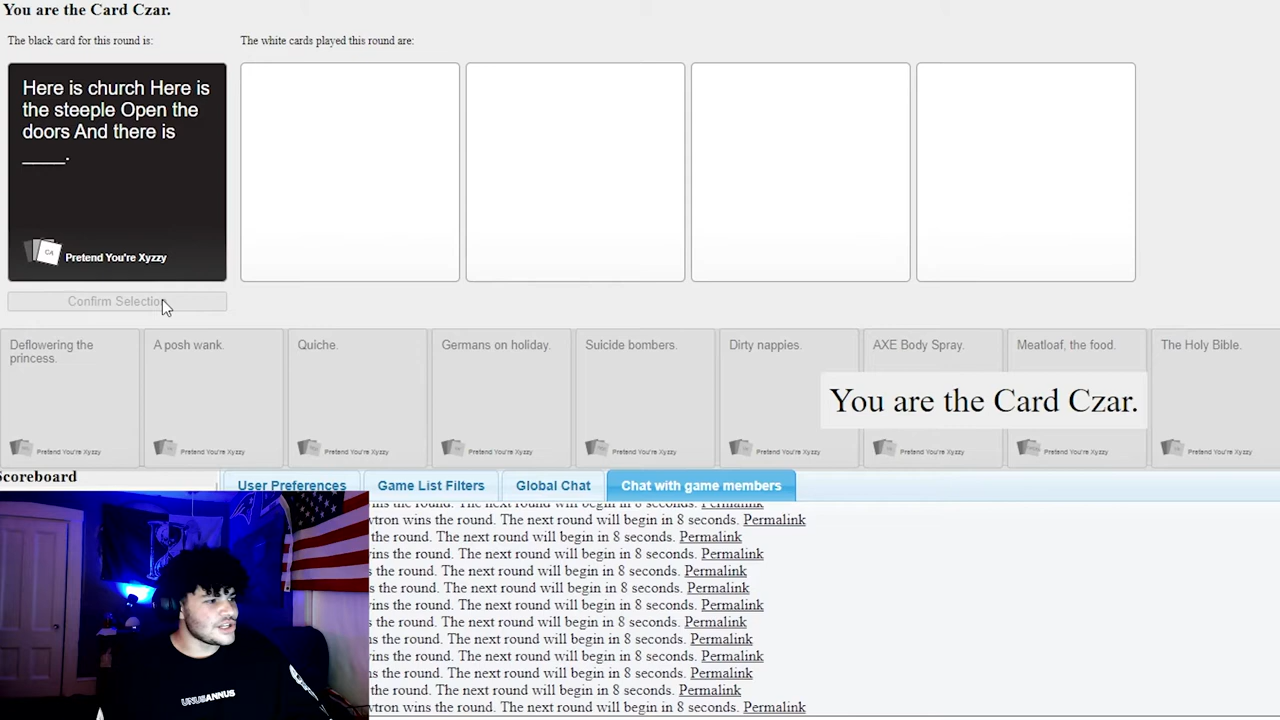 You are the Card Czar.
The black card for this round is:
The white cards played this round are:
Here is church Here is
the steeple Open the
doors And there is
____.
CA
Pretend You're Xyzzy
Confirm Selection
Deflowering the
princess.
Pretend You're Xyzzy
A posh wank.
Pretend You're Xyzzy
Quiche.
Pretend You're Xyzzy
Germans on holiday.
Pretend You're Xyzzy
Suicide bombers.
Pretend You're Xyzzy
Dirty nappies.
Pretend You're Xyzzy
AXE Body Spray.
Pretend You're Xyzzy
Meatloaf, the food.
Pretend You're Xyzzy
The Holy Bible.
Pretend You're Xyzzy
You are the Card Czar.
Scoreboard
User Preferences
Game List Filters
Global Chat
Chat with game members
the round. The next round will begin in 8 seconds. Permalink
wins the round. The next round will begin in 8 seconds. Permalink
the round. The next round will begin in 8 seconds. Permalink
wins the round. The next round will begin in 8 seconds. Permalink
the round. The next round will begin in 8 seconds. Permalink
the round. The next round will begin in 8 seconds. Permalink
wins the round. The next round will begin in 8 seconds. Permalink
the round. The next round will begin in 8 seconds. Permalink
the round. The next round will begin in 8 seconds. Permalink
wins the round. The next round will begin in 8 seconds. Permalink
the round. The next round will begin in 8 seconds. Permalink
the round. The next round will begin in 8 seconds. Permalink
wins the round. The next round will begin in 8 seconds. Permalink
UNUSANNUS